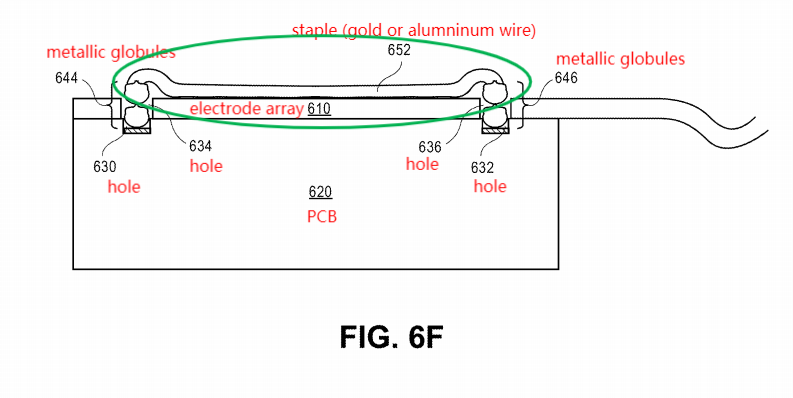 staple (gold or alumninum wire)
metallic globules
652
metallic globules
644
646
electrode array 610
630
634
636
632
hole
hole
hole
hole
620
PCB
FIG. 6F